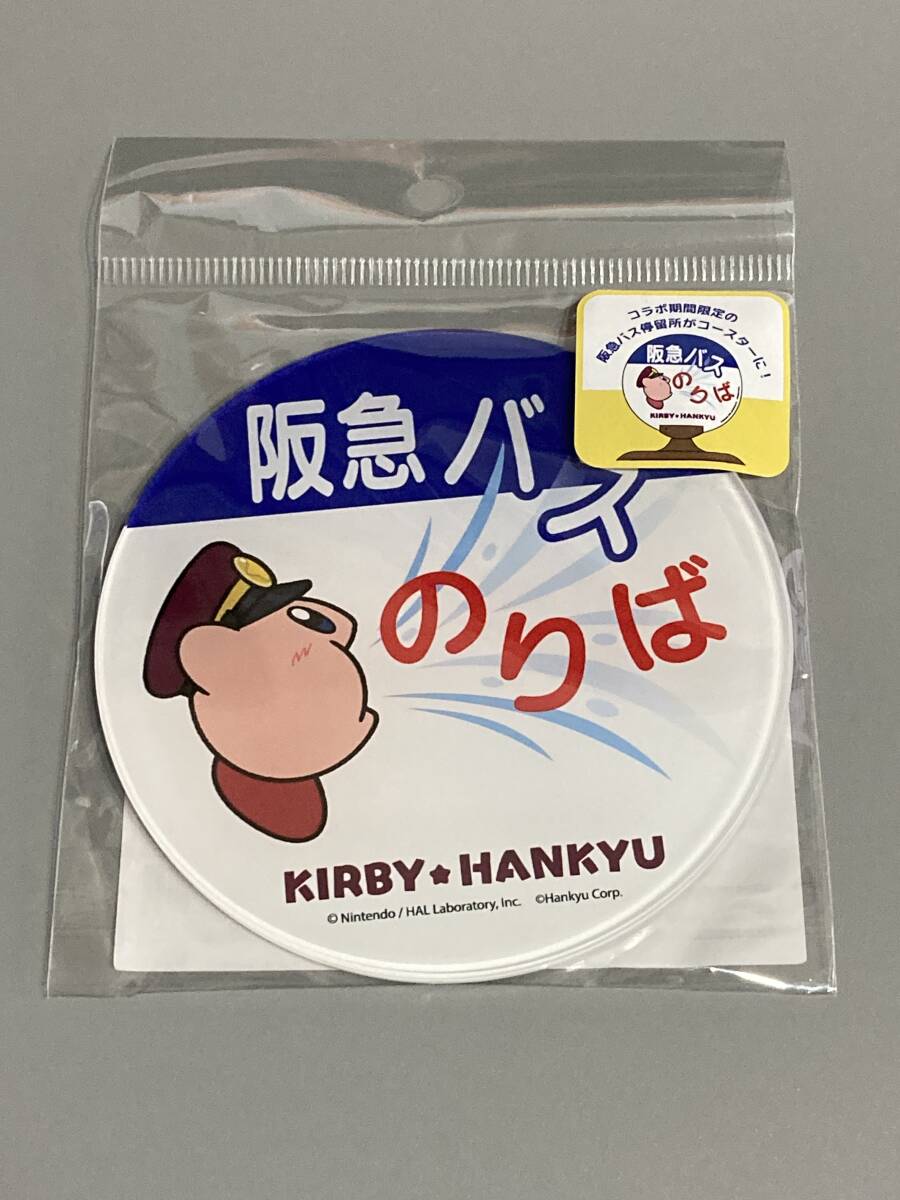 コラボ期間限定の
阪急バス停留所がコースターに！
阪急バス
のりば
KIRBY★HANKYU
阪急バス
のりば
KIRBY★HANKYU
© Nintendo / HAL Laboratory, Inc. ©Hankyu Corp.